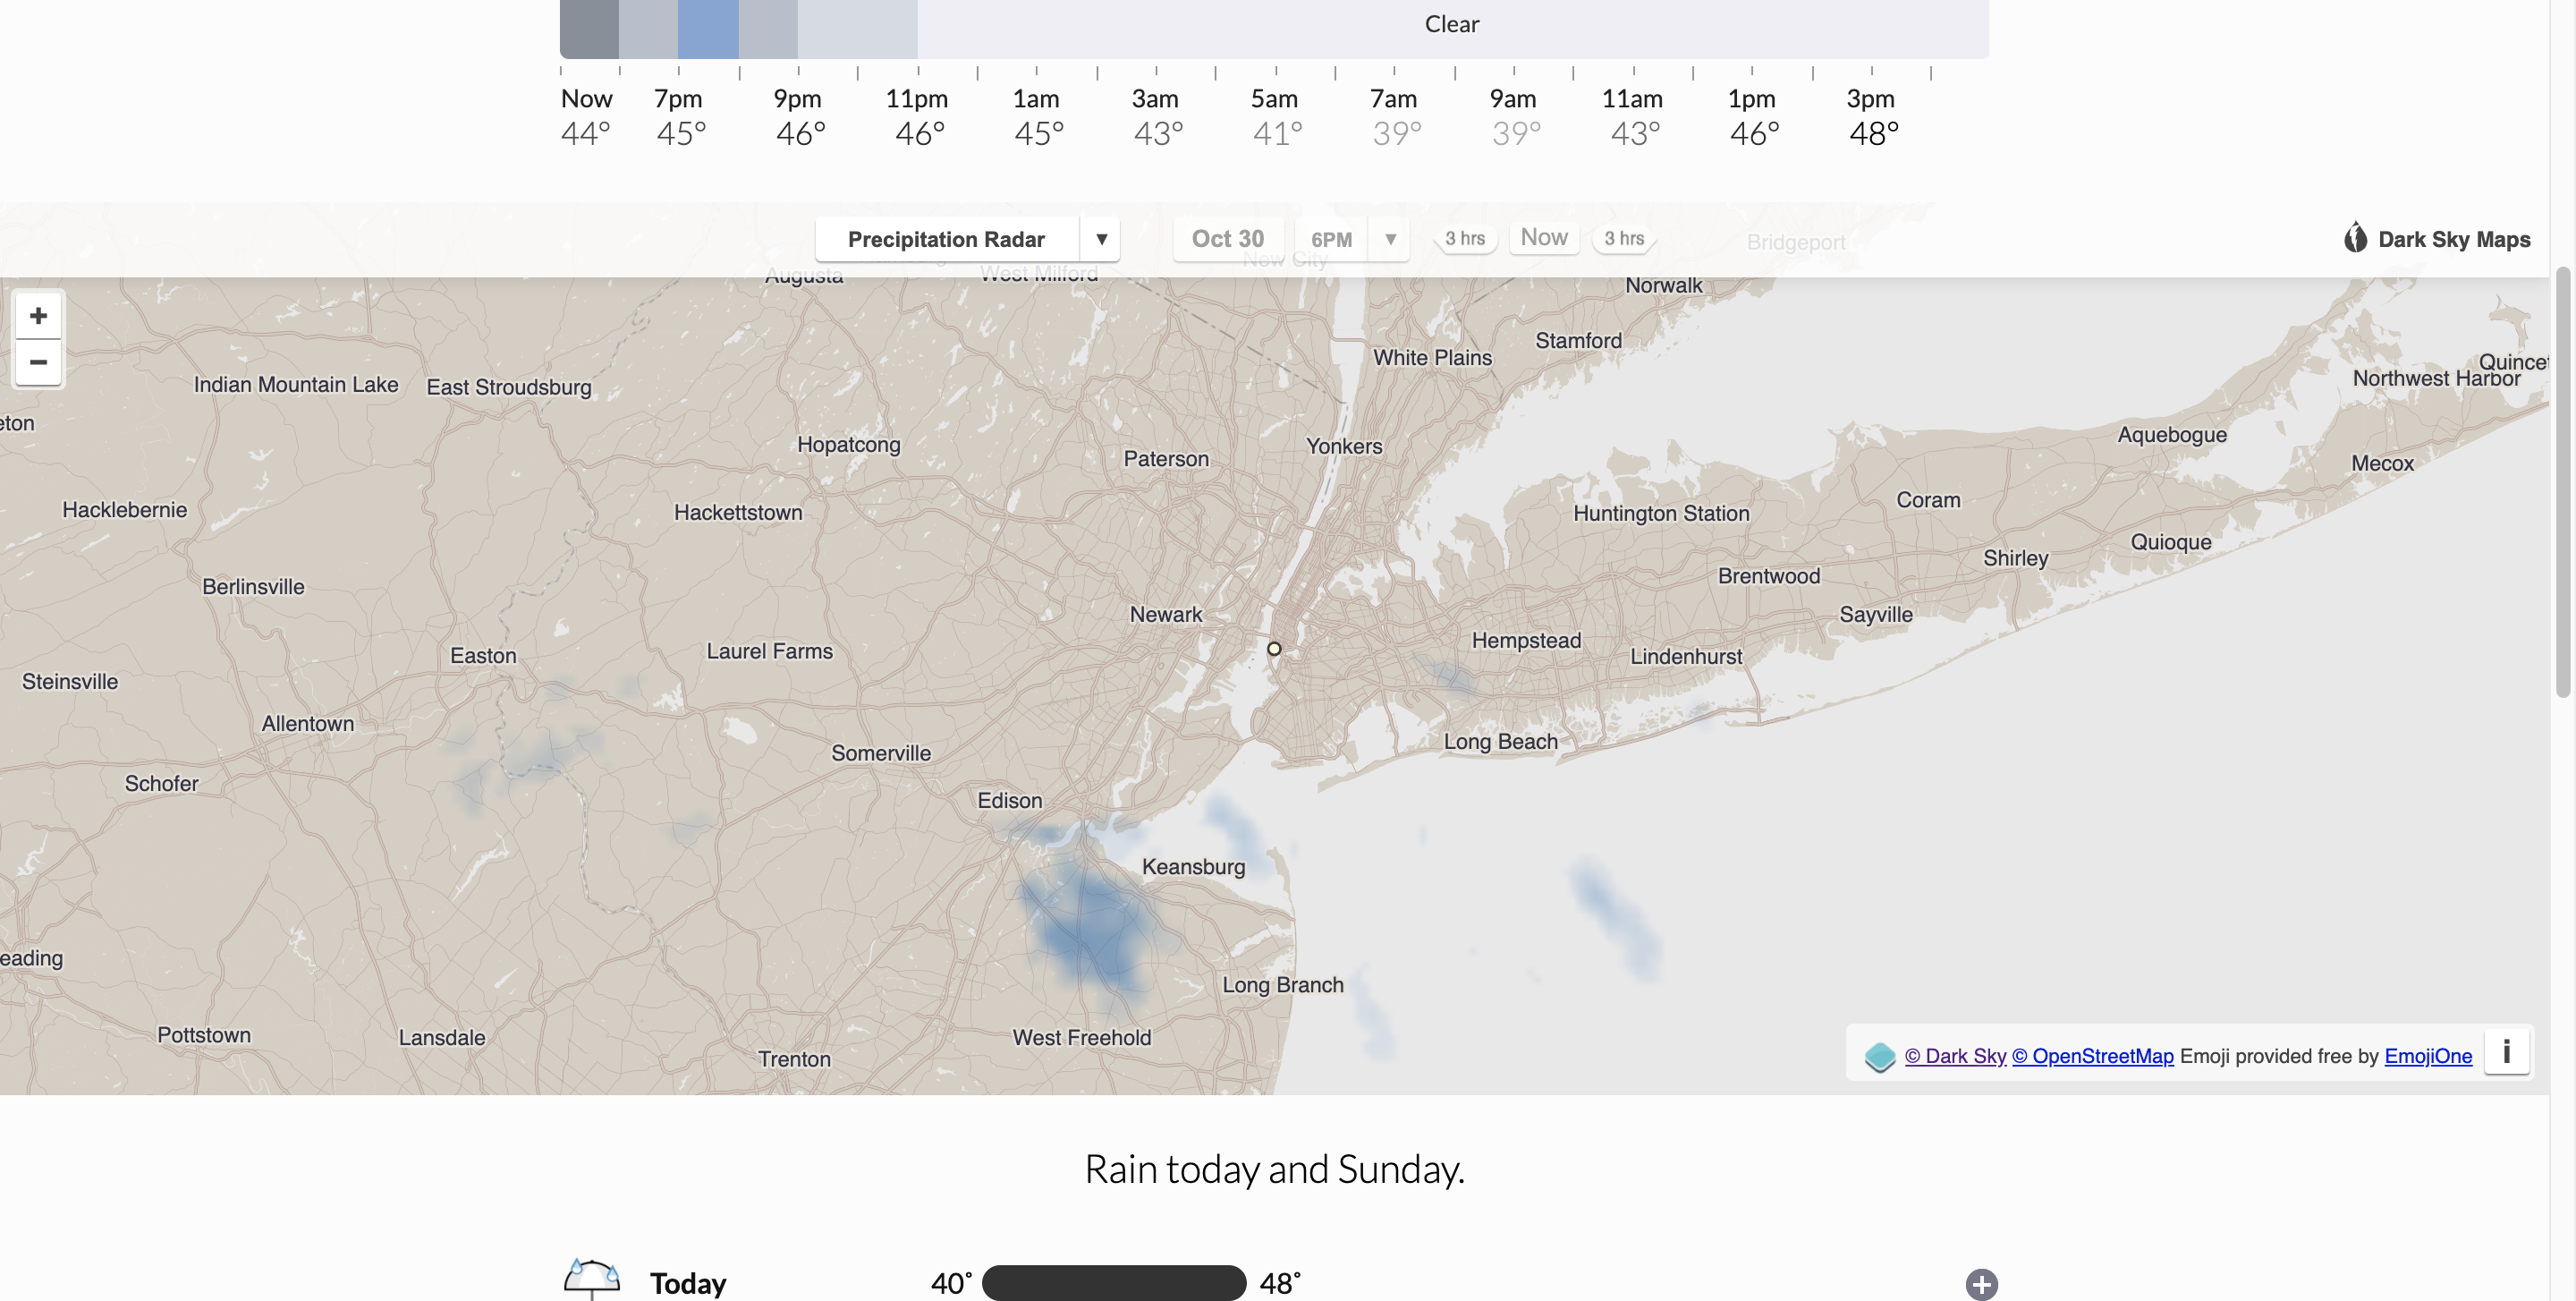 Clear
Now 7pm 9pm 11pm 1am 3am 5am 7am 9am 11am 1pm 3pm
44° 45° 46° 46° 45° 43° 41° 39° 39° 43° 46° 48°
Precipitation Radar ▼ Oct 30 6PM ▼ 3 hrs Now 3 hrs Bridgeport Dark Sky Maps
New City
Augusta West Milford
Norwalk
+
Stamford
White Plains
−
Quincet
Northwest Harbor
Indian Mountain Lake East Stroudsburg
eton
Aquebogue
Hopatcong Yonkers
Paterson Mecox
Coram
Hacklebernie Hackettstown Huntington Station
Quioque
Shirley
Berlinsville Brentwood
Newark Sayville
Hempstead
Easton Laurel Farms Lindenhurst
Steinsville
Allentown
Long Beach
Somerville
Schofer
Edison
Keansburg
eading
Long Branch
Pottstown Lansdale West Freehold
Trenton
© Dark Sky © OpenStreetMap Emoji provided free by EmojiOne i
Rain today and Sunday.
Today 40° 48° +